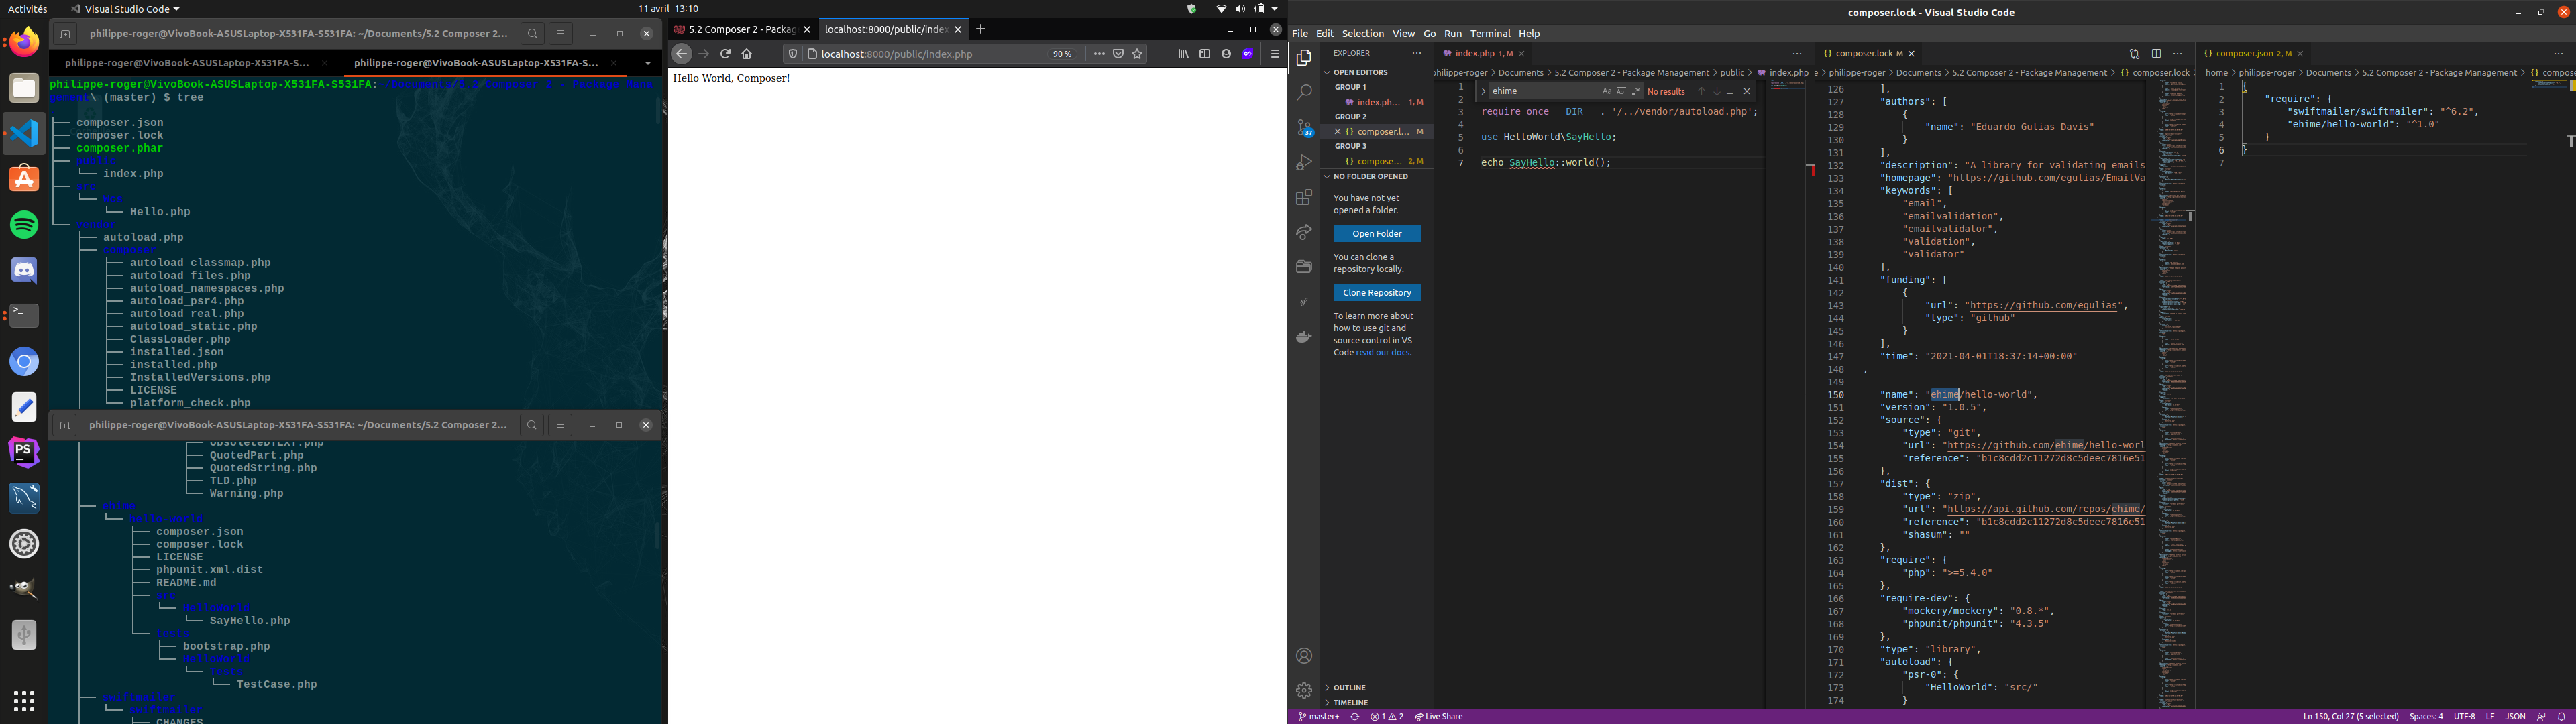 Activités
Visual Studio Code
11 avril 13:10
philippe-roger@VivoBook-ASUSLaptop-X531FA-S531FA: ~/Documents/5.2 Composer 2...
philippe-roger@VivoBook-ASUSLaptop-X531FA-S...
philippe-roger@VivoBook-ASUSLaptop-X531FA-S...
philippe-roger@VivoBook-ASUSLaptop-X531FA-S531FA:
(master) $ tree
composer.json
composer.lock
composer.phar
public
index.php
src
Hello.php
autoload.php
composer
autoload_classmap.php
autoload_files.php
autoload_namespaces.php
autoload_psr4.php
autoload_real.php
autoload_static.php
ClassLoader.php
installed.json
installed.php
InstalledVersions.php
LICENSE
platform_check.php
philippe-roger@VivoBook-ASUSLaptop-X531FA-S531FA: ~/Documents/5.2 Composer 2...
ObsoleteDTEXT.php
QuotedPart.php
QuotedString.php
TLD.php
Warning.php
ehime
hello-world
composer.json
composer.lock
LICENSE
phpunit.xml.dist
README.md
src
HelloWorld
SayHello.php
tests
bootstrap.php
HelloWorld
TestCase.php
swiftmailer
swiftmailer
CHANGES
5.2 Composer 2 - Packag
localhost:8000/public/index
localhost:8000/public/index.php
90 %
Hello World, Composer!
composer.lock - Visual Studio Code
File Edit Selection View Go Run Terminal Help
EXPLORER
OPEN EDITORS
GROUP 1
index.ph... 1, M
GROUP 2
composer.l... M
GROUP 3
compose... 2, M
NO FOLDER OPENED
You have not yet
opened a folder.
Open Folder
You can clone a
repository locally.
Clone Repository
To learn more about
how to use git and
source control in VS
Code read our docs.
OUTLINE
TIMELINE
37
index.php 1, M
philippe-roger > Documents > 5.2 Composer 2 - Package Management > public > index.php
ehime
Aa
No results
1
2
3 require_once __DIR__ . '/../vendor/autoload.php';
4
5 use HelloWorld\SayHello;
6
7 echo SayHello::world();
composer.lock M
philippe-roger > Documents > 5.2 Composer 2 - Package Management > {} composer.lock
126 ],
127 "authors": [
128 {
129 "name": "Eduardo Gulias Davis"
130 }
131 ],
132 "description": "A library for validating emails
133 "homepage": "https://github.com/egulias/EmailVa
134 "keywords": [
135 "email",
136 "emailvalidation",
137 "emailvalidator",
138 "validation",
139 "validator"
140 ],
141 "funding": [
142 {
143 "url": "https://github.com/egulias",
144 "type": "github"
145 }
146 ],
147 "time": "2021-04-01T18:37:14+00:00"
148 ,
149
150 "name": "ehime/hello-world",
151 "version": "1.0.5",
152 "source": {
153 "type": "git",
154 "url": "https://github.com/ehime/hello-worl
155 "reference": "b1c8cdd2c11272d8c5deec7816e51
156 },
157 "dist": {
158 "type": "zip",
159 "url": "https://api.github.com/repos/ehime/
160 "reference": "b1c8cdd2c11272d8c5deec7816e51
161 "shasum": ""
162 },
163 "require": {
164 "php": ">=5.4.0"
165 },
166 "require-dev": {
167 "mockery/mockery": "0.8.*",
168 "phpunit/phpunit": "4.3.5"
169 },
170 "type": "library",
171 "autoload": {
172 "psr-0": {
173 "HelloWorld": "src/"
174 }
composer.json 2, M
home > philippe-roger > Documents > 5.2 Composer 2 - Package Management > {} compose
1 {
2 "require": {
3 "swiftmailer/swiftmailer": "^6.2",
4 "ehime/hello-world": "^1.0"
5 }
6 }
7
master+
1 2
Live Share
Ln 150, Col 27 (5 selected)
Spaces: 4
UTF-8
LF
JSON